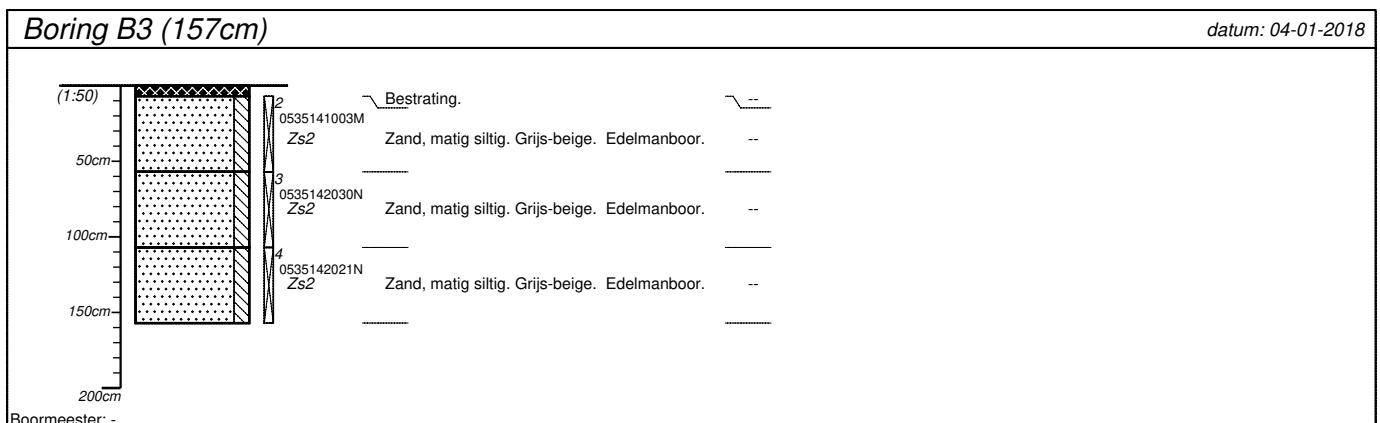 Boring B3 (157cm) datum: 04-01-2018
(1:50) 2 Bestrating. --
0535141003M
Zs2 Zand, matig siltig. Grijs-beige. Edelmanboor. --
50cm
3
0535142030N
Zs2 Zand, matig siltig. Grijs-beige. Edelmanboor. --
100cm
4
0535142021N
Zs2 Zand, matig siltig. Grijs-beige. Edelmanboor. --
150cm
200cm
Boormeester: -